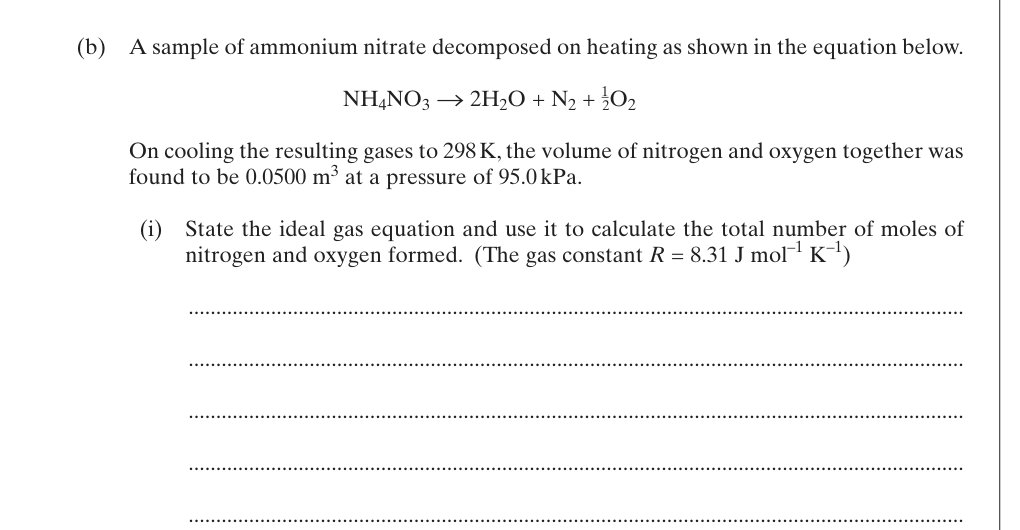 (b) A sample of ammonium nitrate decomposed on heating as shown in the equation below.
NH₄NO₃ ⟶ 2H₂O + N₂ + ½O₂
On cooling the resulting gases to 298 K, the volume of nitrogen and oxygen together was
found to be 0.0500 m³ at a pressure of 95.0 kPa.
(i) State the ideal gas equation and use it to calculate the total number of moles of
nitrogen and oxygen formed. (The gas constant R = 8.31 J mol⁻¹ K⁻¹)